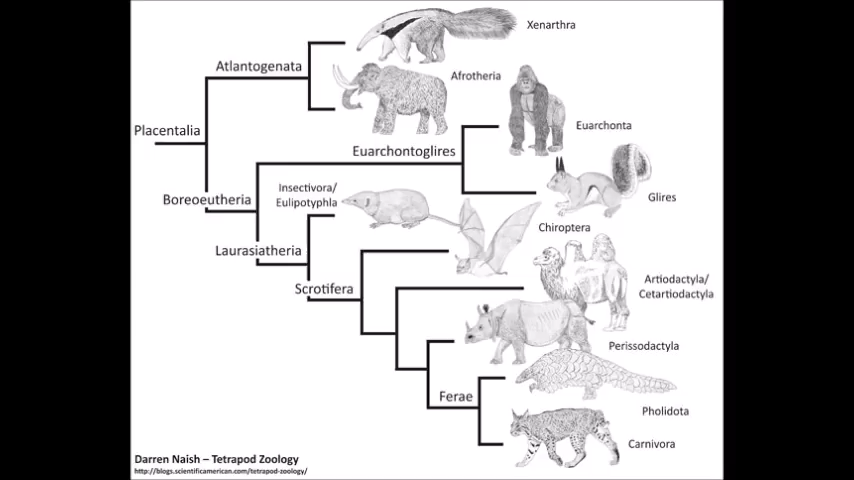 Xenarthra
Atlantogenata
Afrotheria
Placentalia
Euarchonta
Euarchontoglires
Insectivora/
Eulipotyphla
Glires
Boreoeutheria
Chiroptera
Laurasiatheria
Artiodactyla/
Cetartiodactyla
Scrotifera
Perissodactyla
Ferae
Pholidota
Carnivora
Darren Naish – Tetrapod Zoology
http://blogs.scientificamerican.com/tetrapod-zoology/